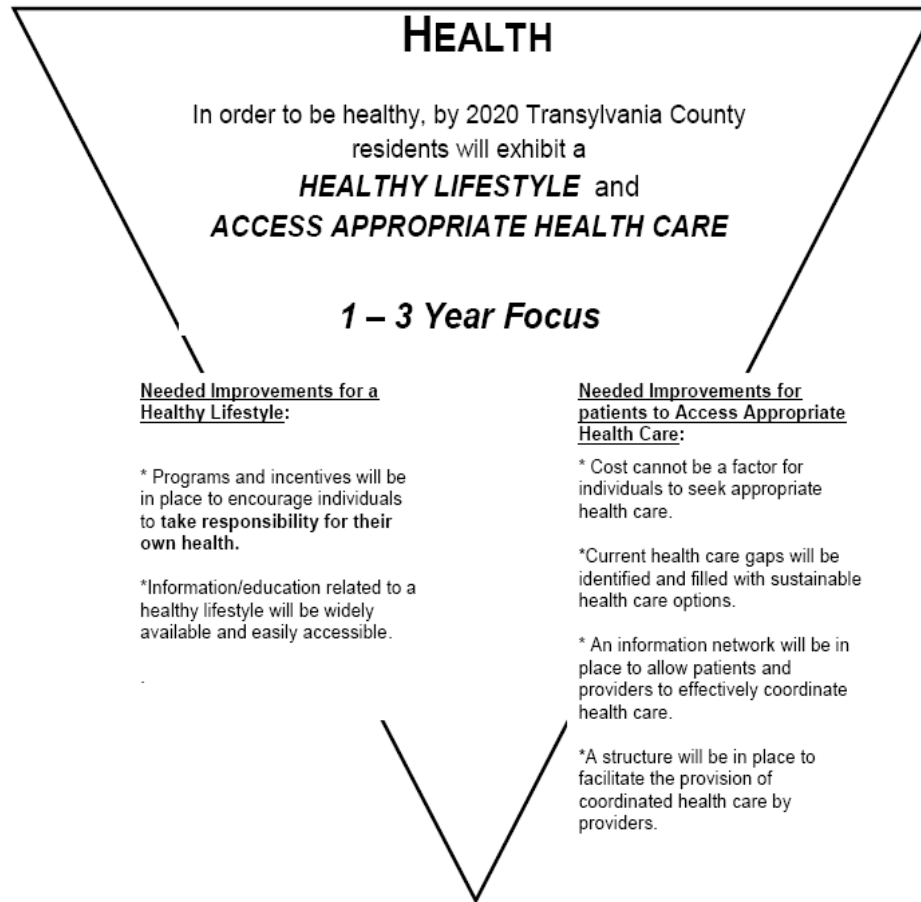 HEALTH
In order to be healthy, by 2020 Transylvania County
residents will exhibit a
HEALTHY LIFESTYLE and
ACCESS APPROPRIATE HEALTH CARE
1 – 3 Year Focus
Needed Improvements for a
Healthy Lifestyle:
* Programs and incentives will be
in place to encourage individuals
to take responsibility for their
own health.
*Information/education related to a
healthy lifestyle will be widely
available and easily accessible.
.
Needed Improvements for
patients to Access Appropriate
Health Care:
* Cost cannot be a factor for
individuals to seek appropriate
health care.
*Current health care gaps will be
identified and filled with sustainable
health care options.
* An information network will be in
place to allow patients and
providers to effectively coordinate
health care.
*A structure will be in place to
facilitate the provision of
coordinated health care by
providers.